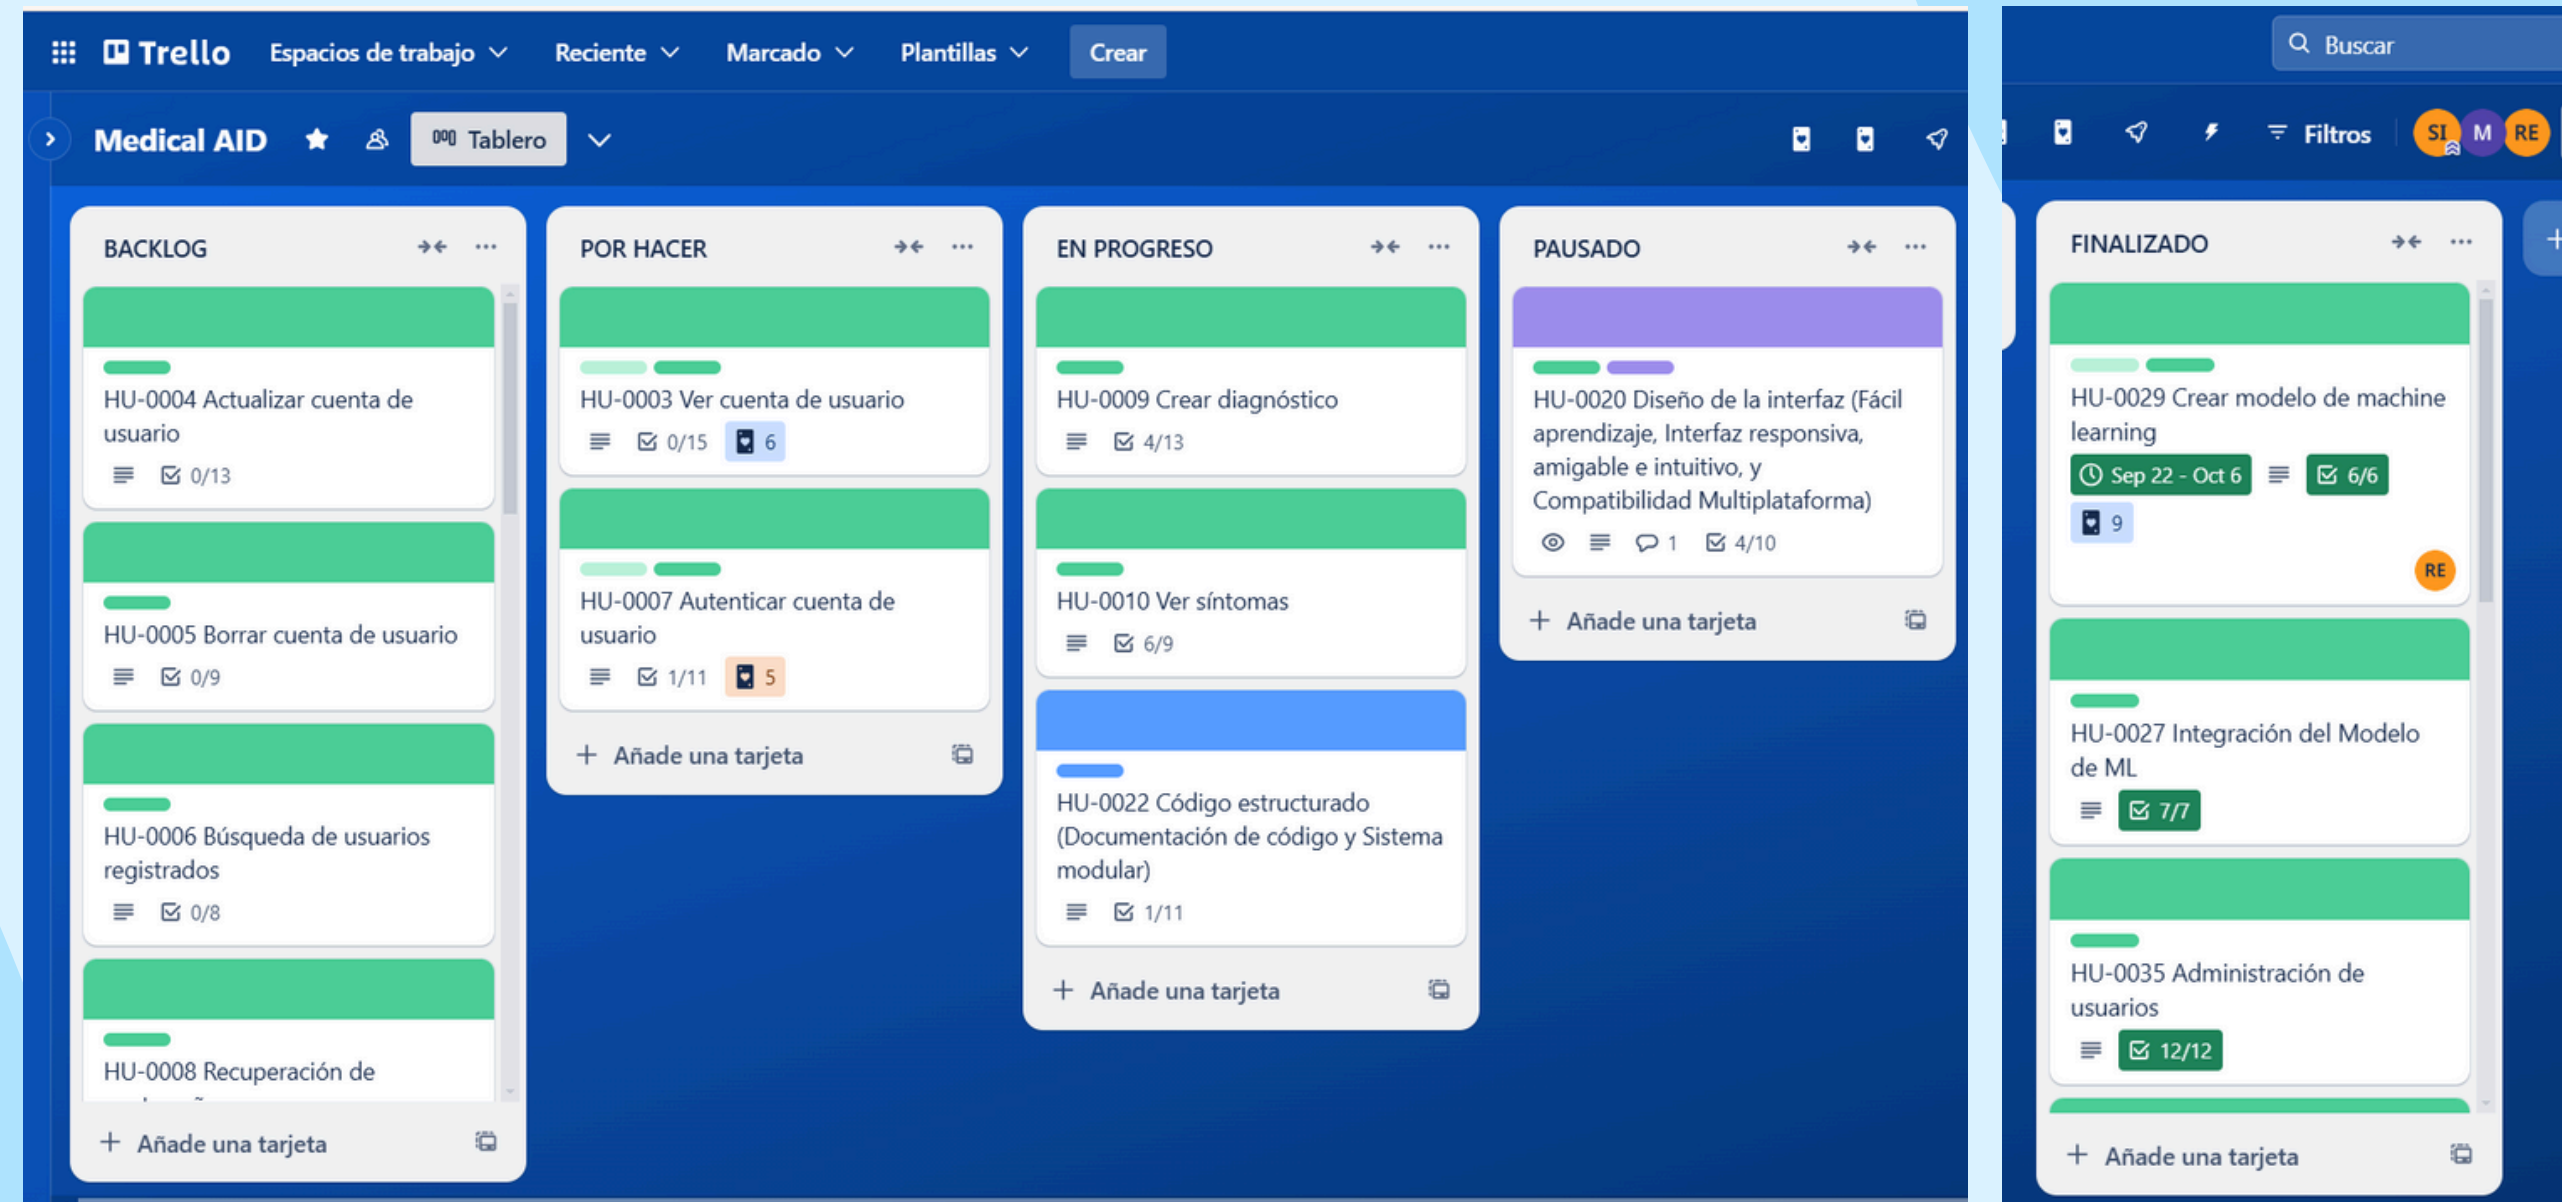 Trello
Espacios de trabajo
Reciente
Marcado
Plantillas
Crear
Medical AID
Tablero
BACKLOG
HU-0004 Actualizar cuenta de
usuario
0/13
HU-0005 Borrar cuenta de usuario
0/9
HU-0006 Búsqueda de usuarios
registrados
0/8
HU-0008 Recuperación de
+ Añade una tarjeta
POR HACER
HU-0003 Ver cuenta de usuario
0/15 6
HU-0007 Autenticar cuenta de
usuario
1/11 5
+ Añade una tarjeta
EN PROGRESO
HU-0009 Crear diagnóstico
4/13
HU-0010 Ver síntomas
6/9
HU-0022 Código estructurado
(Documentación de código y Sistema
modular)
1/11
+ Añade una tarjeta
PAUSADO
HU-0020 Diseño de la interfaz (Fácil
aprendizaje, Interfaz responsiva,
amigable e intuitivo, y
Compatibilidad Multiplataforma)
1 4/10
+ Añade una tarjeta
Buscar
Filtros
SI M RE
FINALIZADO
HU-0029 Crear modelo de machine
learning
Sep 22 - Oct 6 6/6
9
RE
HU-0027 Integración del Modelo
de ML
7/7
HU-0035 Administración de
usuarios
12/12
+ Añade una tarjeta